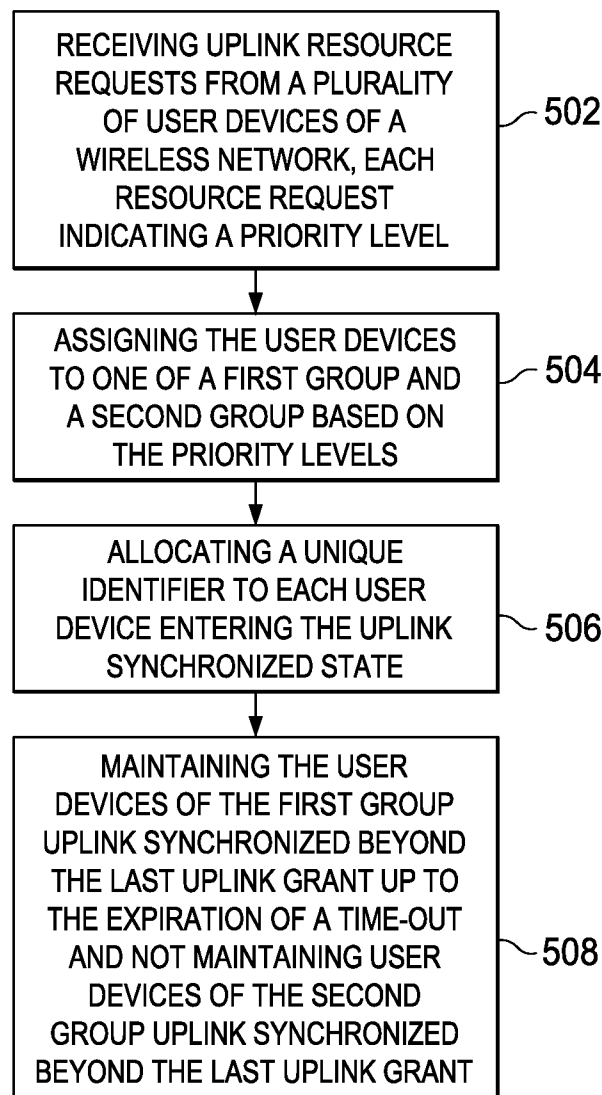 RECEIVING UPLINK RESOURCE
REQUESTS FROM A PLURALITY
OF USER DEVICES OF A
WIRELESS NETWORK, EACH
RESOURCE REQUEST
INDICATING A PRIORITY LEVEL
502
ASSIGNING THE USER DEVICES
TO ONE OF A FIRST GROUP AND
A SECOND GROUP BASED ON
THE PRIORITY LEVELS
504
ALLOCATING A UNIQUE
IDENTIFIER TO EACH USER
DEVICE ENTERING THE UPLINK
SYNCHRONIZED STATE
506
MAINTAINING THE USER
DEVICES OF THE FIRST GROUP
UPLINK SYNCHRONIZED BEYOND
THE LAST UPLINK GRANT UP TO
THE EXPIRATION OF A TIME-OUT
AND NOT MAINTAINING USER
DEVICES OF THE SECOND
GROUP UPLINK SYNCHRONIZED
BEYOND THE LAST UPLINK GRANT
508